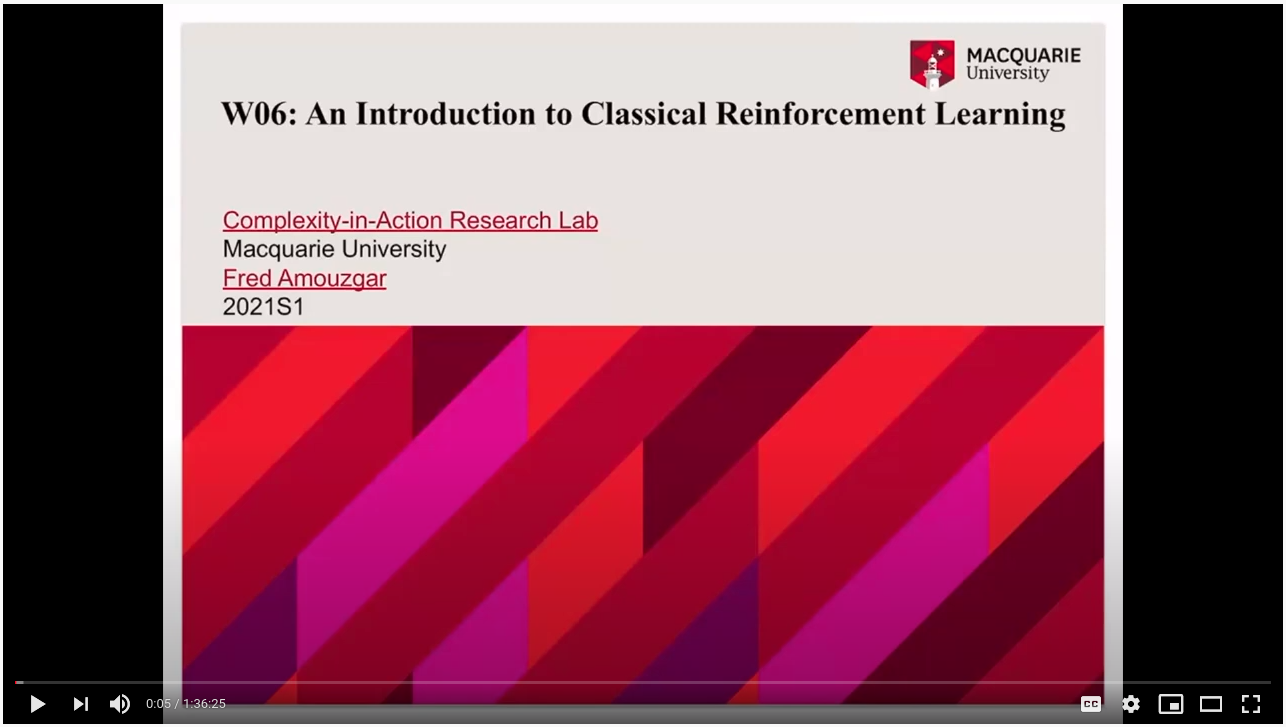 MACQUARIE
University
W06: An Introduction to Classical Reinforcement Learning
Complexity-in-Action Research Lab
Macquarie University
Fred Amouzgar
2021S1
0:05 / 1:36:25
CC